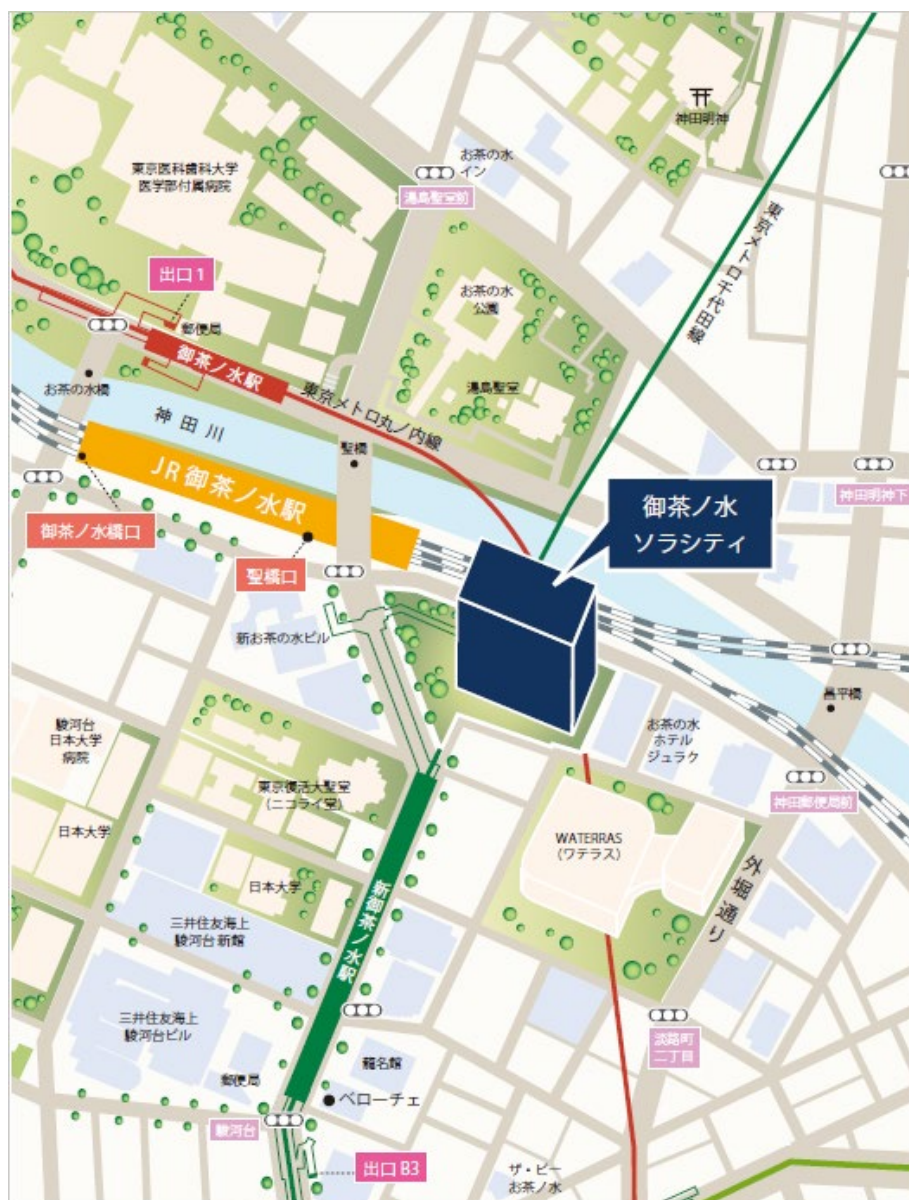 神田明神
お茶の水
イン
湯島聖堂前
東京医科歯科大学
医学部付属病院
東京メトロ千代田線
出口1
お茶の水
公園
郵便局
御茶ノ水駅
湯島聖堂
お茶の水橋
東京メトロ丸ノ内線
神田川
聖橋
JR御茶ノ水駅
神田明神下
御茶ノ水
ソラシティ
御茶ノ水橋口
聖橋口
新お茶の水ビル
昌平橋
お茶の水
ホテル
ジュラク
駿河台
日本大学
病院
東京復活大聖堂
(ニコライ堂)
神田郵便局前
日本大学
WATERRAS
(ワテラス)
日本大学
外堀通り
新御茶ノ水駅
三井住友海上
駿河台新館
三井住友海上
駿河台ビル
淡路町
二丁目
龍名館
郵便局
ベローチェ
駿河台
出口B3
ザ・ビー
お茶ノ水